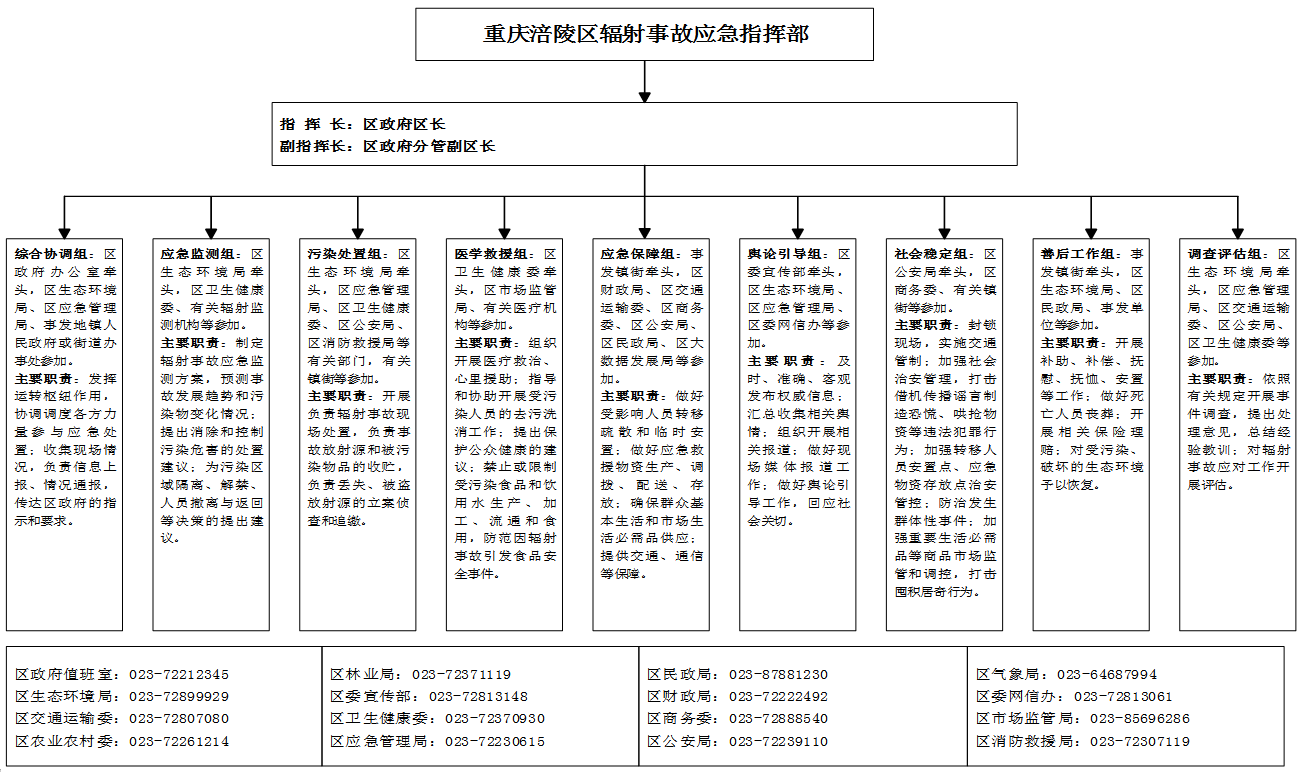 重庆涪陵区辐射事故应急指挥部
指 挥 长：区政府区长
副指挥长：区政府分管副区长
综合协调组：区
政府办公室牵
头，区生态环境
局、区应急管理
局、事发地镇人
民政府或街道办
事处参加。
主要职责：发挥
运转枢纽作用，
协调调度各方力
量参与应急处
置；收集现场情
况，负责信息上
报、情况通报，
传达区政府的指
示和要求。
应急监测组：区
生态环境局牵
头，区卫生健康
委、有关辐射监
测机构等参加。
主要职责：制定
辐射事故应急监
测方案，预测事
故发展趋势和污
染物变化情况；
提出消除和控制
污染危害的处置
建议；为污染区
域隔离、解禁、
人员撤离与返回
等决策的提出建
议。
污染处置组：区
生态环境局牵
头，区应急管理
局、区卫生健康
委、区公安局、
区消防救援局等
有关部门，有关
镇街等参加。
主要职责：开展
负责辐射事故现
场处置，负责事
故放射源和被污
染物品的收贮，
负责丢失、被盗
放射源的立案侦
查和追缴。
医学救援组：区
卫生健康委牵
头，区市场监管
局、有关医疗机
构等参加。
主要职责：组织
开展医疗救治、
心里援助；指导
和协助开展受污
染人员的去污洗
消工作；提出保
护公众健康的建
议；禁止或限制
受污染食品和饮
用水生产、加
工、流通和食
用，防范因辐射
事故引发食品安
全事件。
应急保障组：事
发镇街牵头，区
财政局、区交通
运输委、区商务
委、区公安局、
区民政局、区大
数据发展局等参
加。
主要职责：做好
受影响人员转移
疏散和临时安
置；做好应急救
援物资生产、调
拨、配送、存
放；确保群众基
本生活和市场生
活必需品供应；
提供交通、通信
等保障。
舆论引导组：区
委宣传部牵头，
区生态环境局、
区应急管理局、
区委网信办等参
加。
主要职责：及
时、准确、客观
发布权威信息；
汇总收集相关舆
情；组织开展相
关报道；做好现
场媒体报道工
作；做好舆论引
导工作，回应社
会关切。
社会稳定组：区
公安局牵头，区
商务委、有关镇
街等参加。
主要职责：封锁
现场，实施交通
管制；加强社会
治安管理，打击
借机传播谣言制
造恐慌、哄抢物
资等违法犯罪行
为；加强转移人
员安置点、应急
物资存放点治安
管控；防治发生
群体性事件；加
强重要生活必需
品等商品市场监
管和调控，打击
囤积居奇行为。
善后工作组：事
发镇街牵头，区
生态环境局、区
民政局、事发单
位等参加。
主要职责：开展
补助、补偿、抚
慰、抚恤、安置
等工作；做好死
亡人员丧葬；开
展相关保险理
赔；对受污染、
破坏的生态环境
予以恢复。
调查评估组：区
生态环境局牵
头，区应急管理
局、区交通运输
委、区公安局、
区卫生健康委等
参加。
主要职责：依照
有关规定开展事
件调查，提出处
理意见，总结经
验教训；对辐射
事故应对工作开
展评估。
区政府值班室：023-72212345
区生态环境局：023-72899929
区交通运输委：023-72807080
区农业农村委：023-72261214
区林业局：023-72371119
区委宣传部：023-72813148
区卫生健康委：023-72370930
区应急管理局：023-72230615
区民政局：023-87881230
区财政局：023-72222492
区商务委：023-72888540
区公安局：023-72239110
区气象局：023-64687994
区委网信办：023-72813061
区市场监管局：023-85696286
区消防救援局：023-72307119